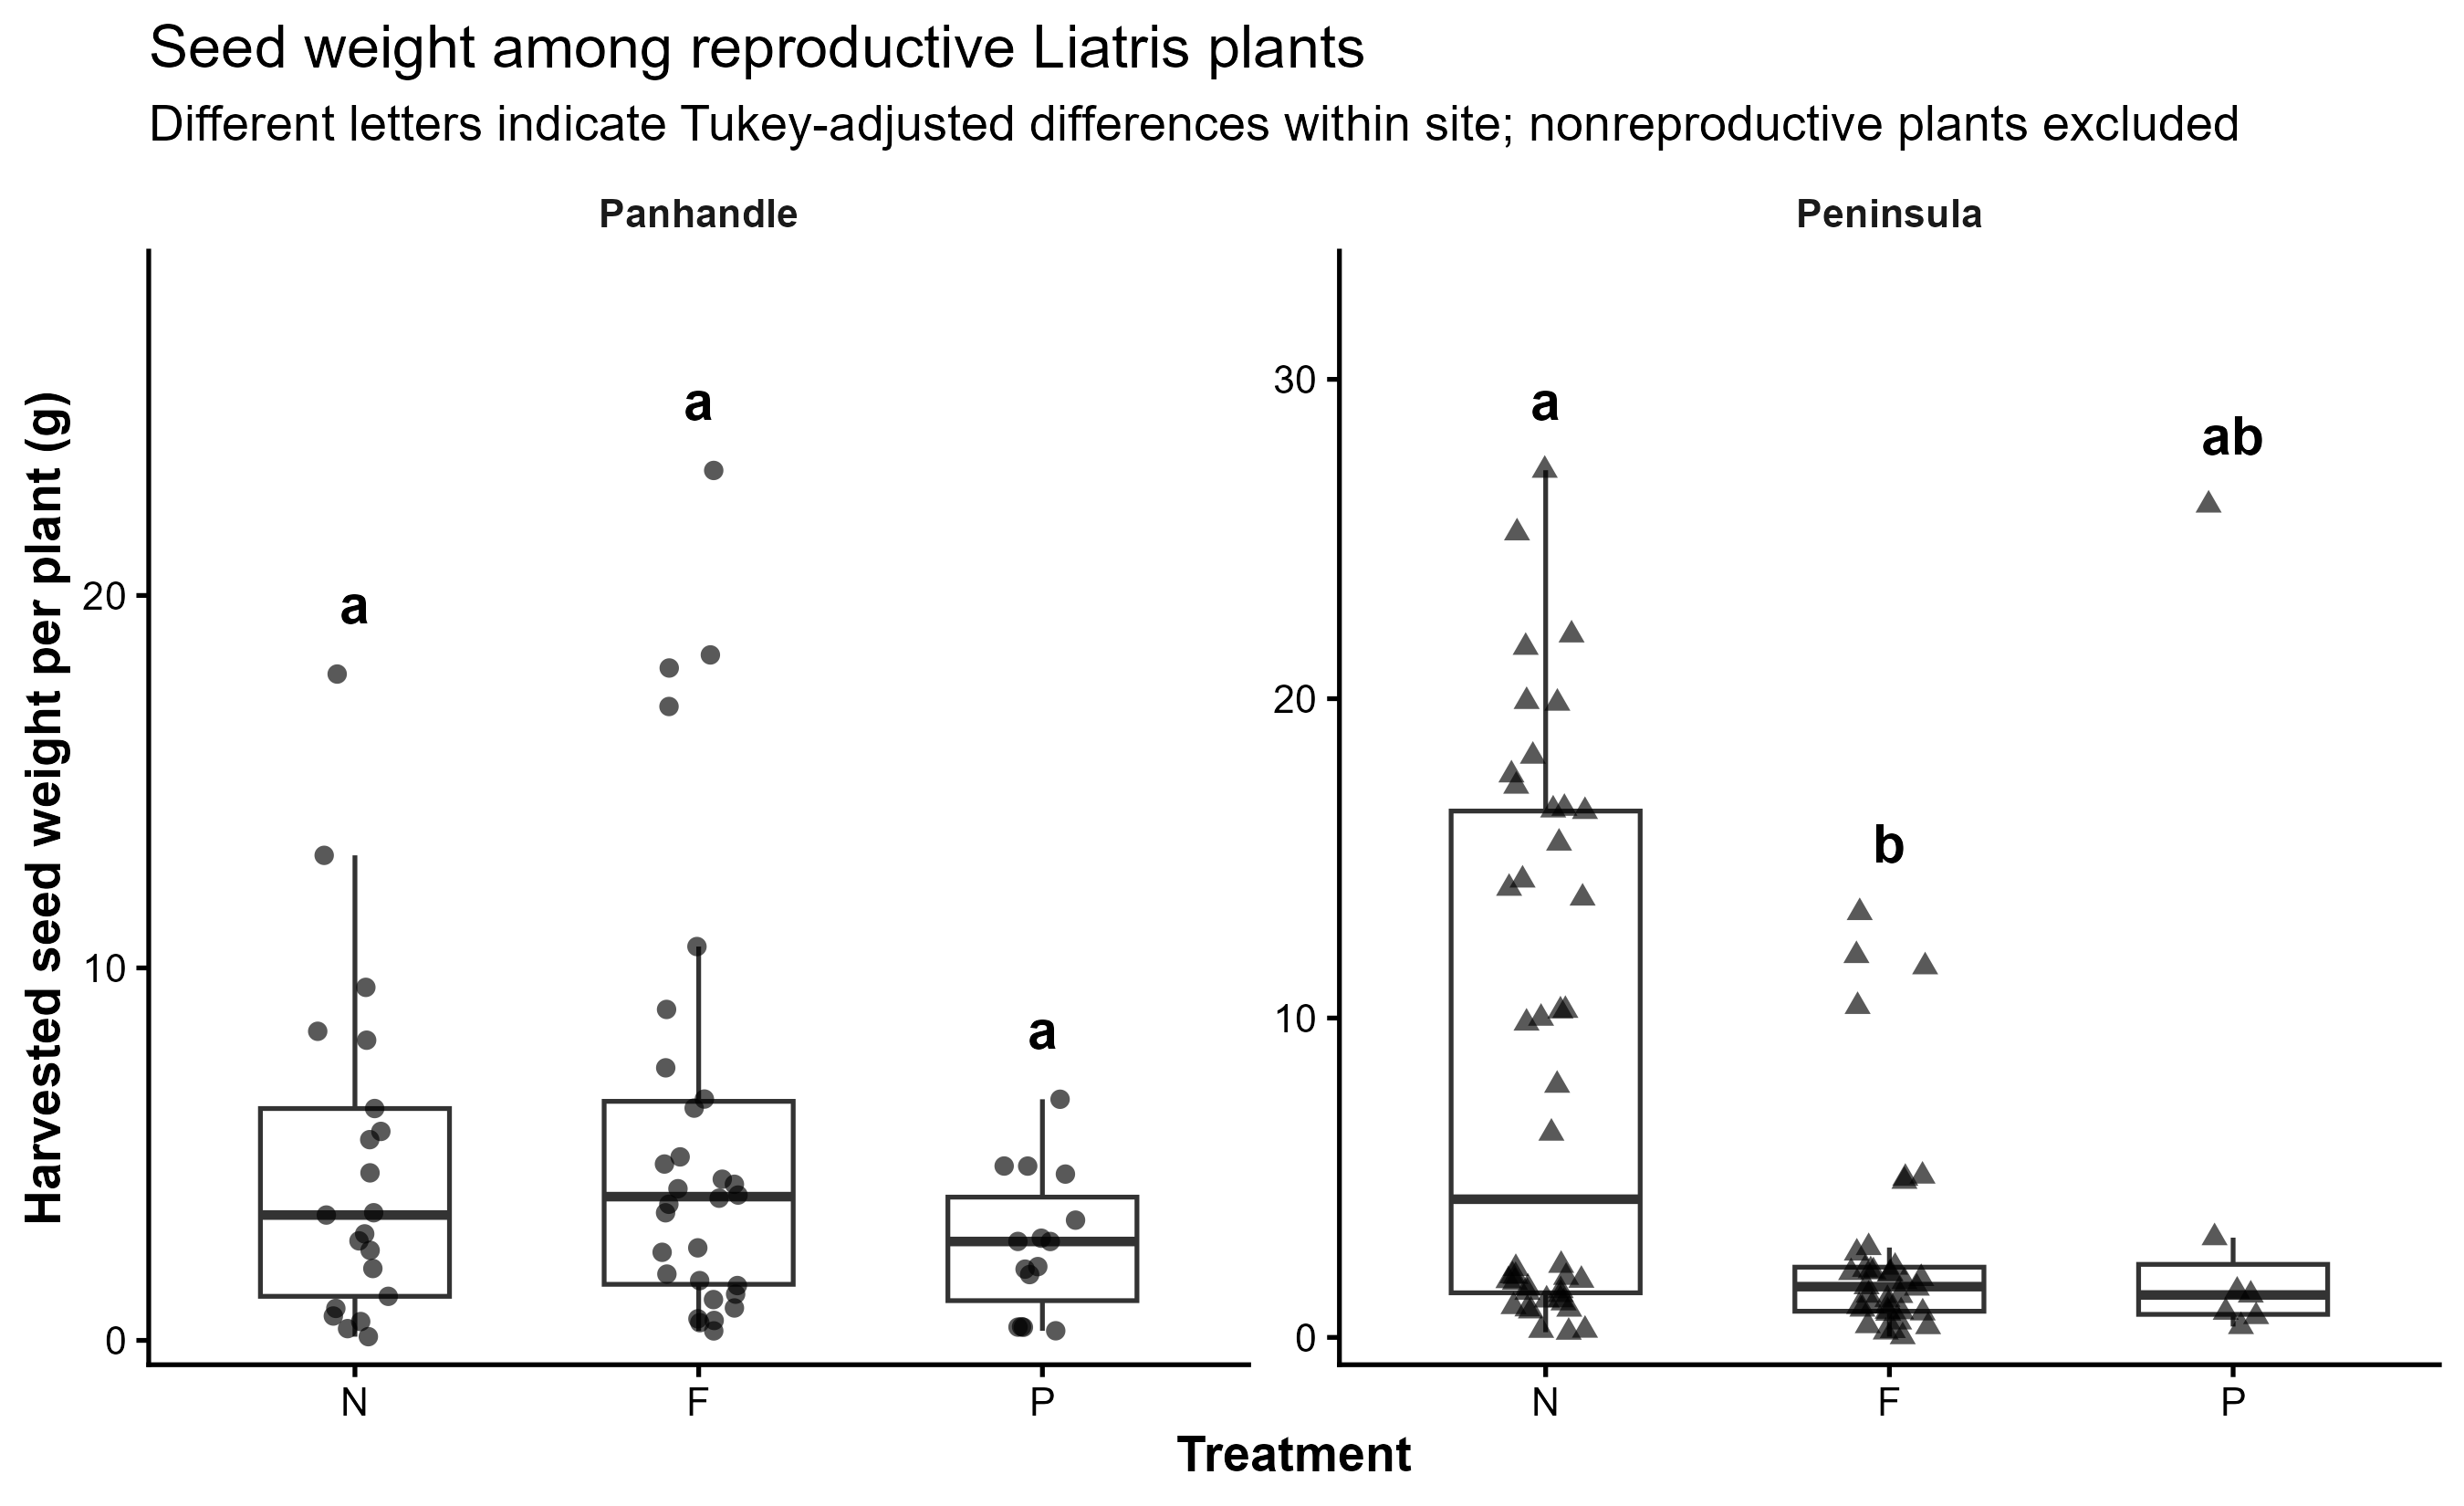 Seed weight among reproductive Liatris plants
Different letters indicate Tukey-adjusted differences within site; nonreproductive plants excluded
Panhandle
Peninsula
Harvested seed weight per plant (g)
20
10
0
a
a
a
N
F
P
30
20
10
0
a
b
ab
N
F
P
Treatment